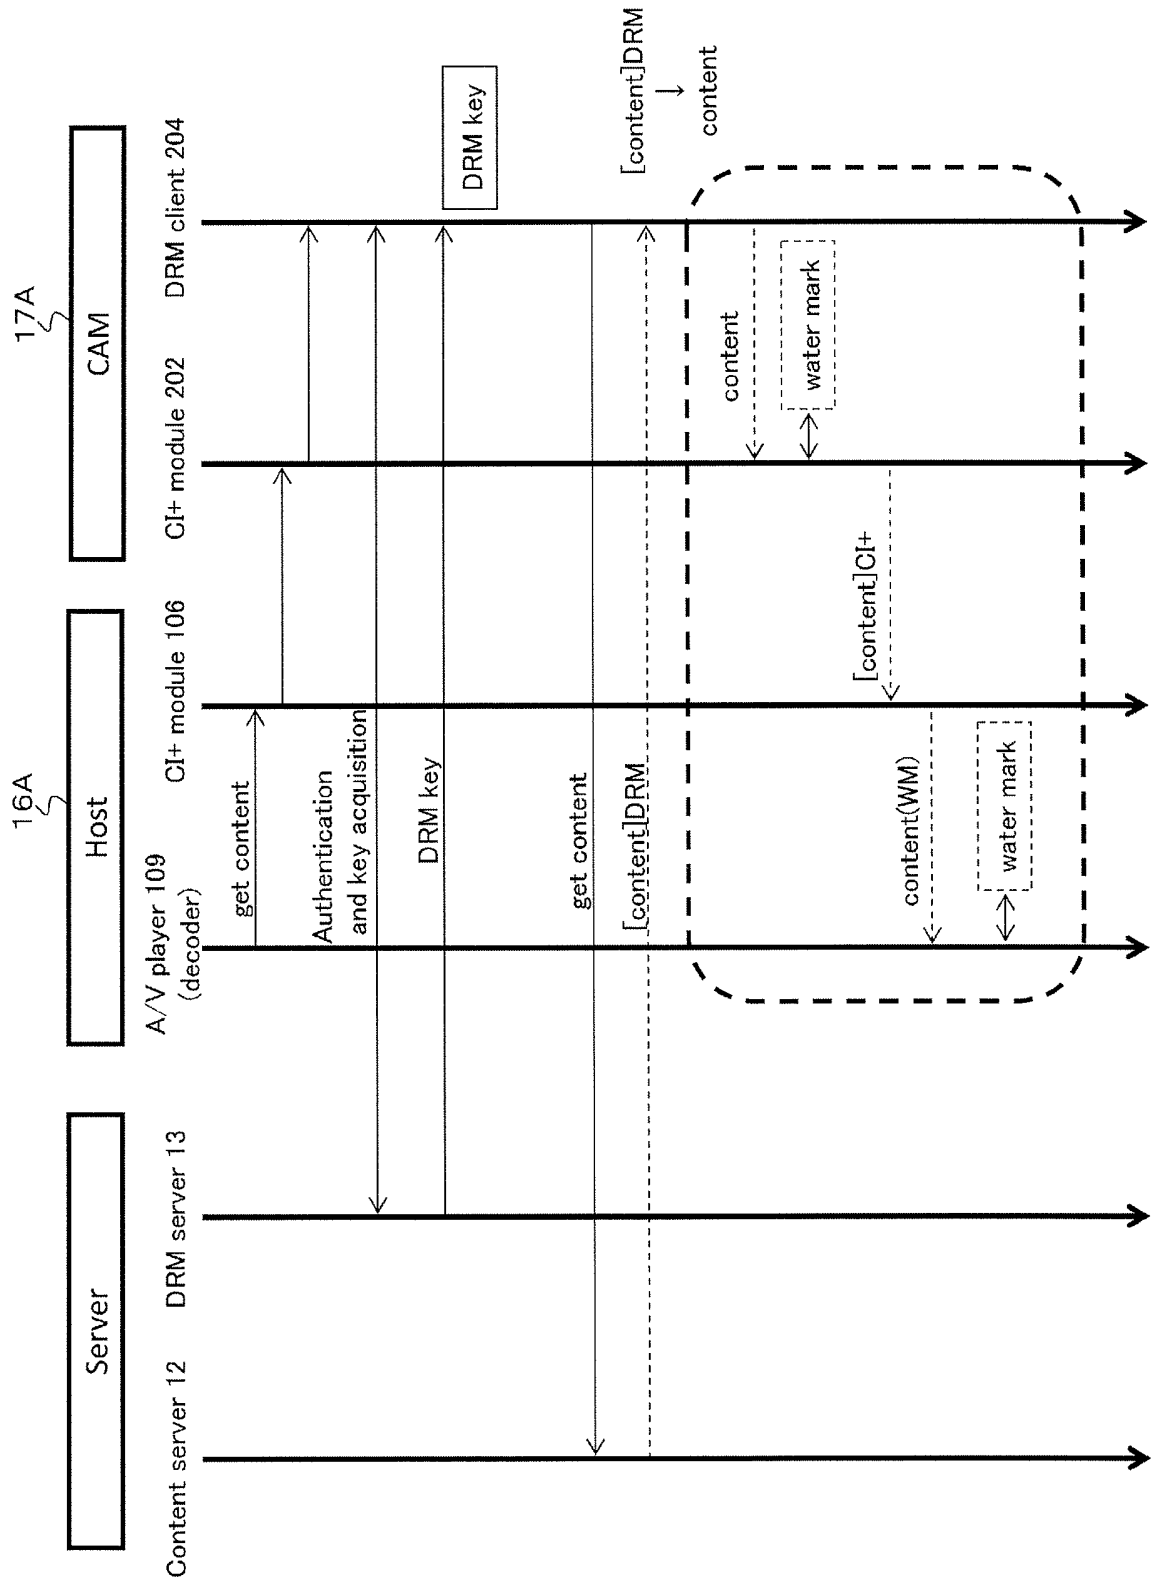 Server
Host
16A
CAM
17A
Content server 12
DRM server 13
A/V player 109
(decoder)
CI+ module 106
CI+ module 202
DRM client 204
get content
Authentication
and key acquisition
DRM key
DRM key
get content
[content]DRM
[content]DRM
→
content
content
water mark
[content]CI+
content(WM)
water mark